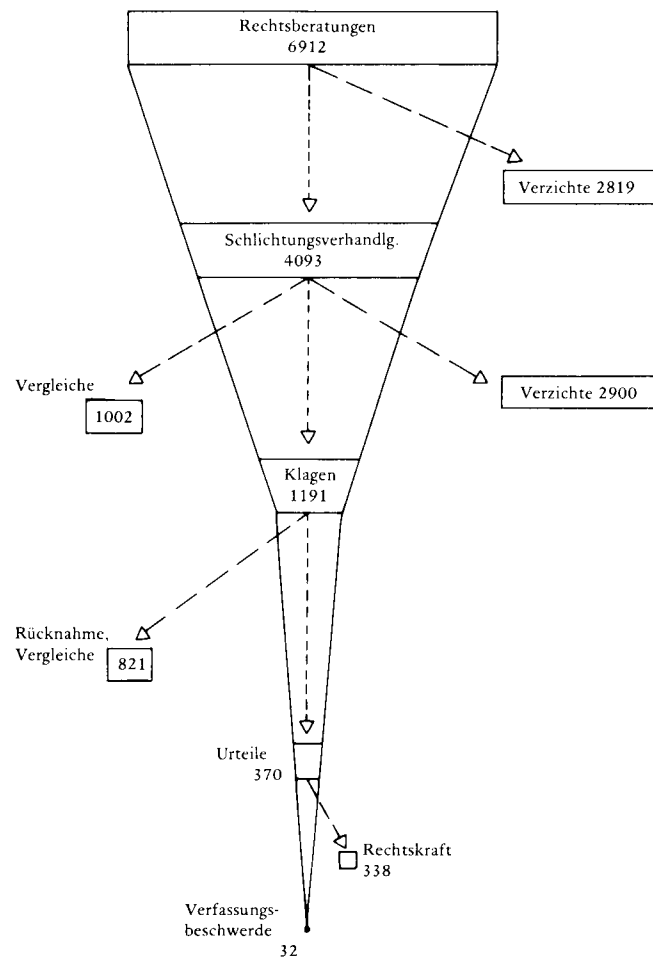 Rechtsberatungen
6912
Verzichte 2819
Schlichtungsverhandlg.
4093
Vergleiche
1002
Verzichte 2900
Klagen
1191
Rücknahme,
Vergleiche 821
Urteile
370
Rechtskraft
338
Verfassungs-
beschwerde
32